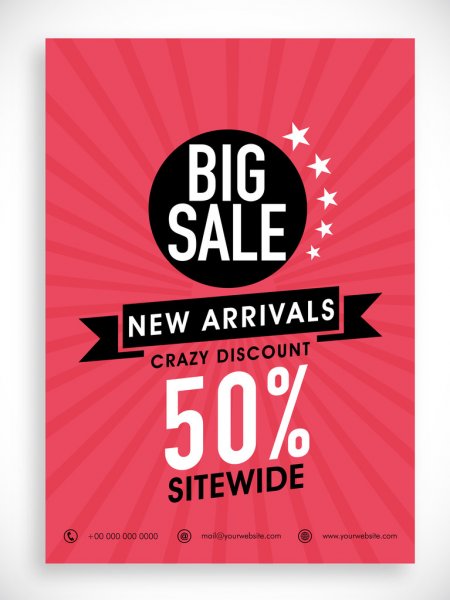 BIG
SALE
NEW ARRIVALS
CRAZY DISCOUNT
50%
SITEWIDE
+00 000 000 0000 mail@yourwebsite.com www.yourwebsite.com